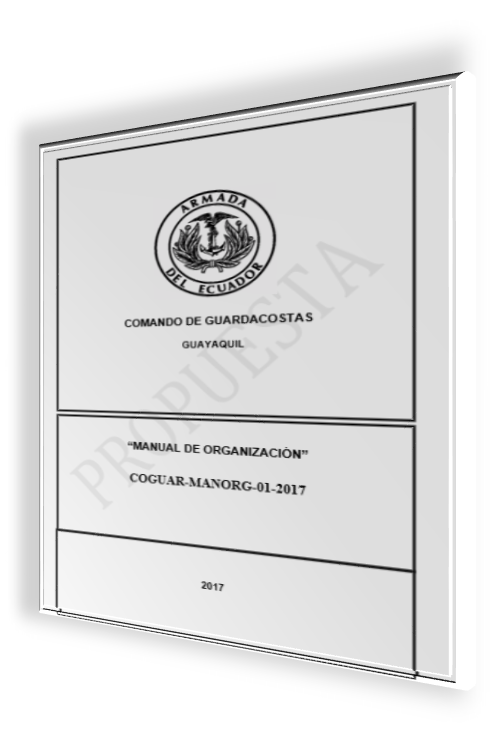 ARMADA
DEL ECUADOR
COMANDO DE GUARDACOSTAS
GUAYAQUIL
PROPUESTA
“MANUAL DE ORGANIZACIÓN”
COGUAR-MANORG-01-2017
2017